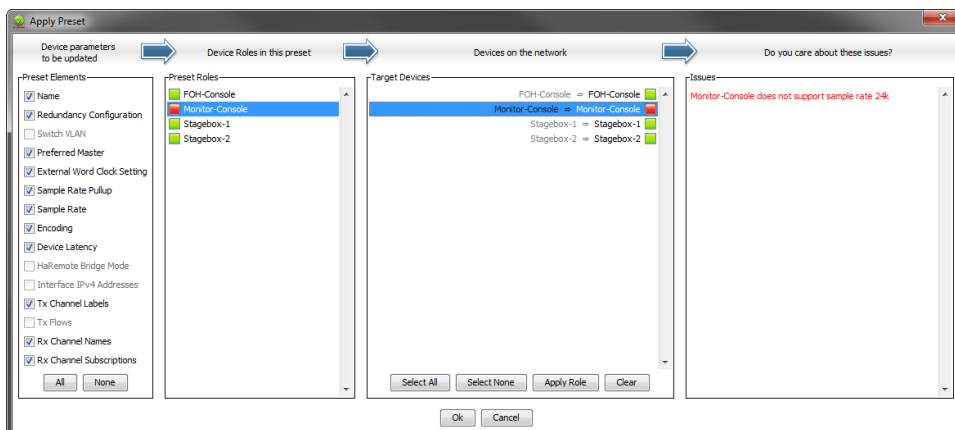 Apply Preset
Device parameters
to be updated
Device Roles in this preset
Devices on the network
Do you care about these issues?
Preset Elements
Name
Redundancy Configuration
Switch VLAN
Preferred Master
External Word Clock Setting
Sample Rate Pullup
Sample Rate
Encoding
Device Latency
HaRemote Bridge Mode
Interface IPv4 Addresses
Tx Channel Labels
Tx Flows
Rx Channel Names
Rx Channel Subscriptions
All None
Preset Roles
FOH-Console
Monitor-Console
Stagebox-1
Stagebox-2
Target Devices
FOH-Console ⇒ FOH-Console
Monitor-Console ⇒ Monitor-Console
Stagebox-1 ⇒ Stagebox-1
Stagebox-2 ⇒ Stagebox-2
Select All Select None Apply Role Clear
Issues
Monitor-Console does not support sample rate 24k
Ok Cancel